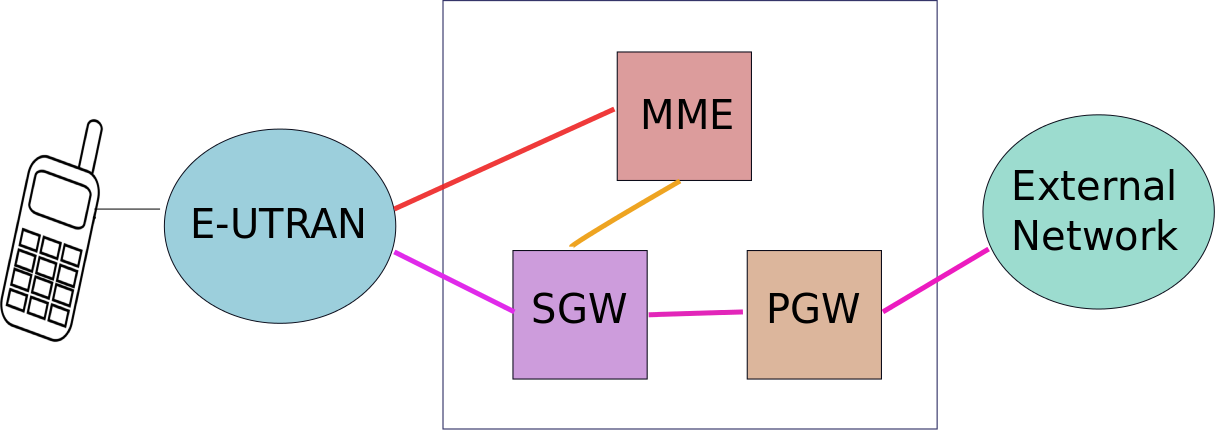 MME
E-UTRAN
External
Network
SGW
PGW